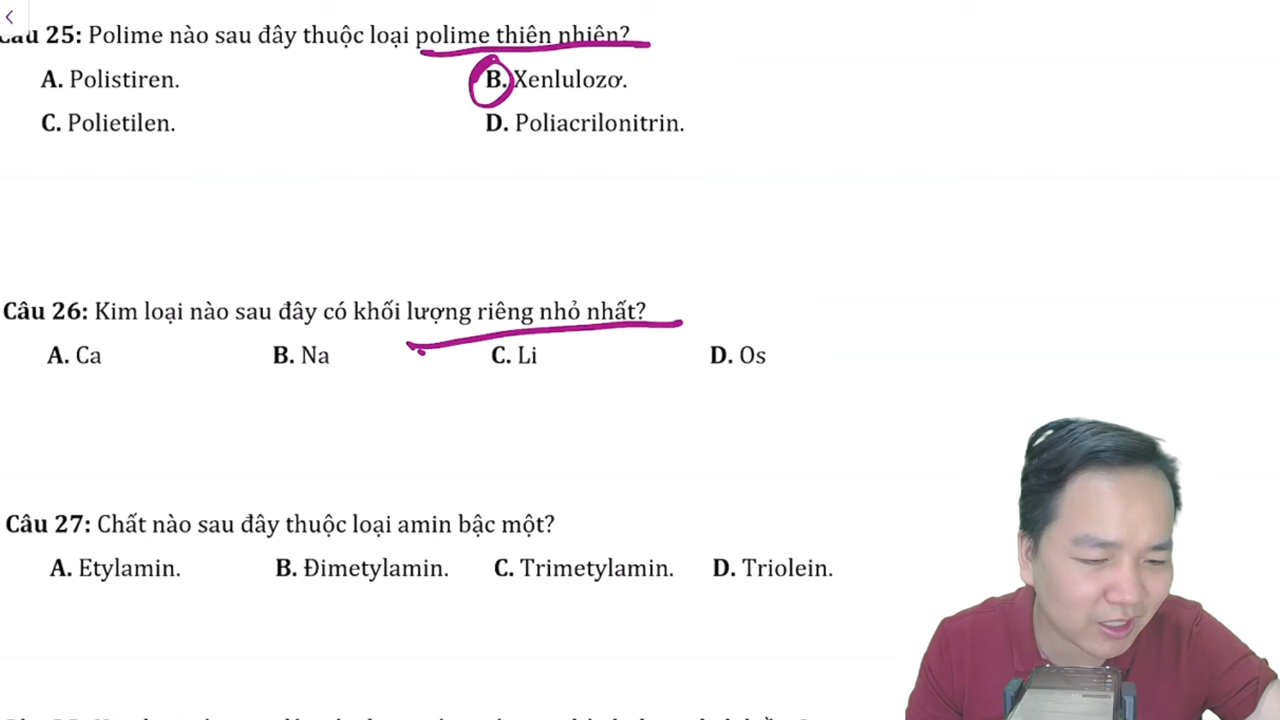 Câu 25: Polime nào sau đây thuộc loại polime thiên nhiên?
A. Polistiren. B. Xenlulozơ.
C. Polietilen. D. Poliacrilonitrin.
Câu 26: Kim loại nào sau đây có khối lượng riêng nhỏ nhất?
A. Ca B. Na C. Li D. Os
Câu 27: Chất nào sau đây thuộc loại amin bậc một?
A. Etylamin. B. Đimetylamin. C. Trimetylamin. D. Triolein.